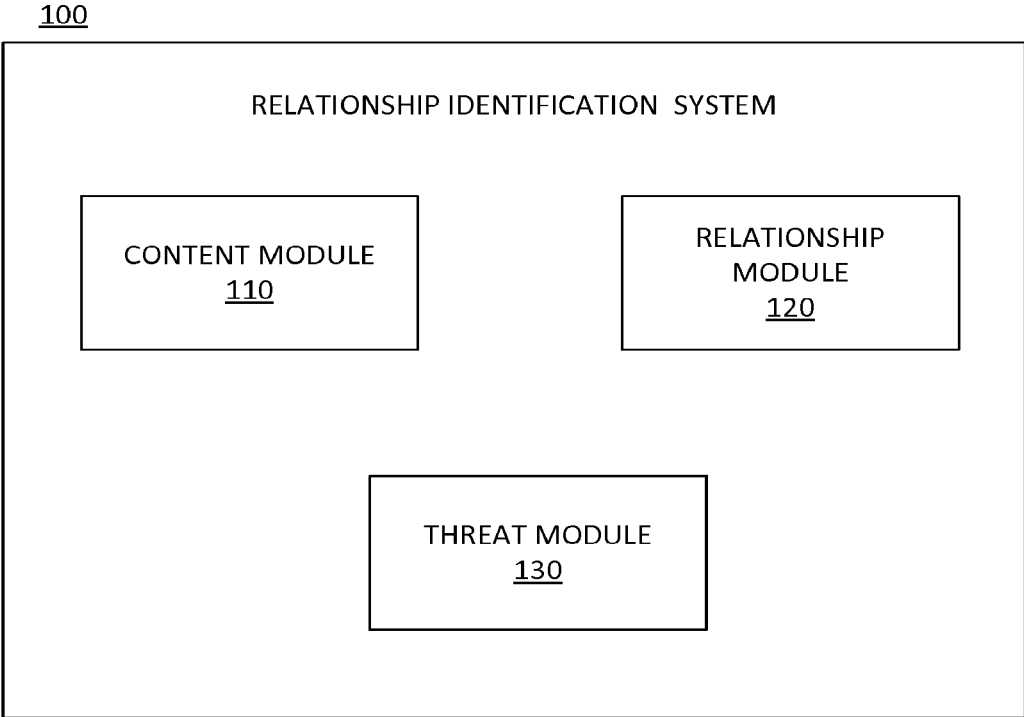 100
RELATIONSHIP IDENTIFICATION SYSTEM
CONTENT MODULE
110
RELATIONSHIP
MODULE
120
THREAT MODULE
130